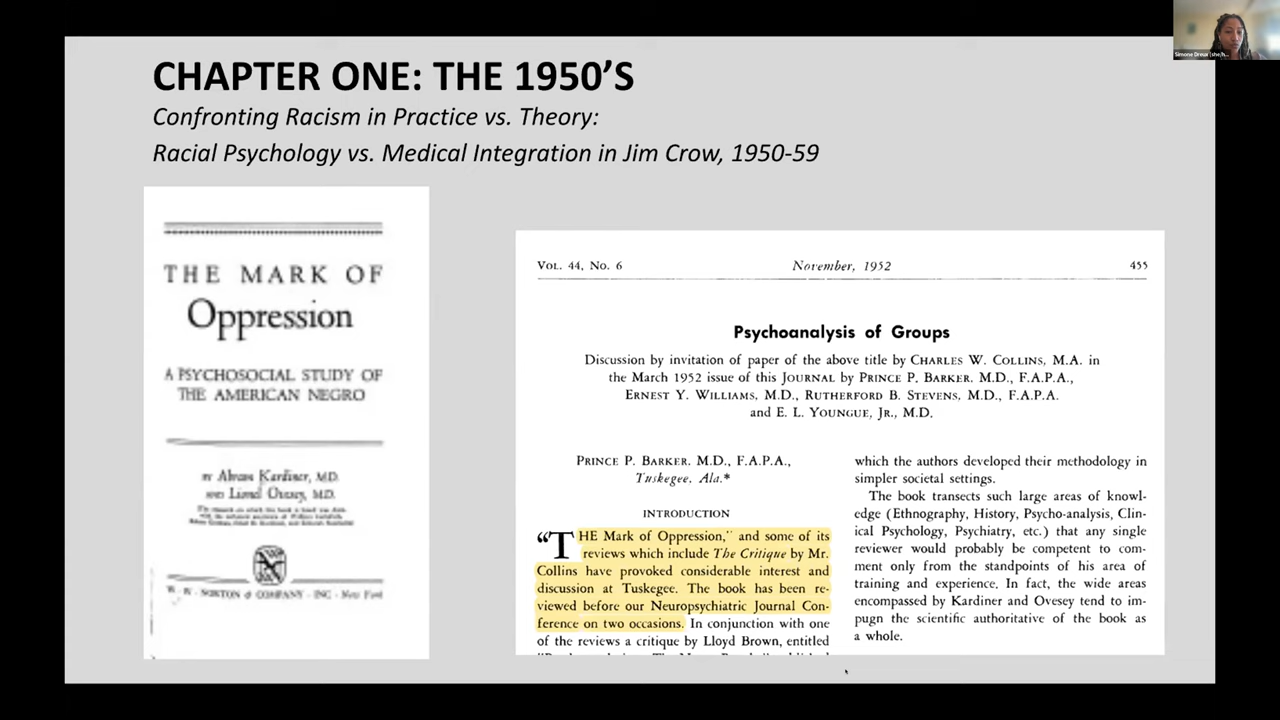 CHAPTER ONE: THE 1950'S
Confronting Racism in Practice vs. Theory:
Racial Psychology vs. Medical Integration in Jim Crow, 1950-59
THE MARK OF
Oppression
A PSYCHOSOCIAL STUDY OF
THE AMERICAN NEGRO
BY Abram Kardiner, M.D.
AND Lionel Ovesey, M.D.
W · W · NORTON & COMPANY · INC · New York
VOL. 44, No. 6
November, 1952
455
Psychoanalysis of Groups
Discussion by invitation of paper of the above title by CHARLES W. COLLINS, M.A. in
the March 1952 issue of this JOURNAL by PRINCE P. BARKER. M.D., F.A.P.A.,
ERNEST Y. WILLIAMS, M.D., RUTHERFORD B. STEVENS, M.D., F.A.P.A.
and E. L. YOUNGUE, JR., M.D.
PRINCE P. BARKER. M.D., F.A.P.A.,
Tuskegee, Ala.*
INTRODUCTION
"THE Mark of Oppression," and some of its
reviews which include The Critique by Mr.
Collins have provoked considerable interest and
discussion at Tuskegee. The book has been re-
viewed before our Neuropsychiatric Journal Con-
ference on two occasions. In conjunction with one
of the reviews a critique by Lloyd Brown, entitled
which the authors developed their methodology in
simpler societal settings.
The book transects such large areas of knowl-
edge (Ethnography, History, Psycho-analysis, Clin-
ical Psychology, Psychiatry, etc.) that any single
reviewer would probably be competent to com-
ment only from the standpoints of his area of
training and experience. In fact, the wide areas
encompassed by Kardiner and Ovesey tend to im-
pugn the scientific authoritative of the book as
a whole.
Simone